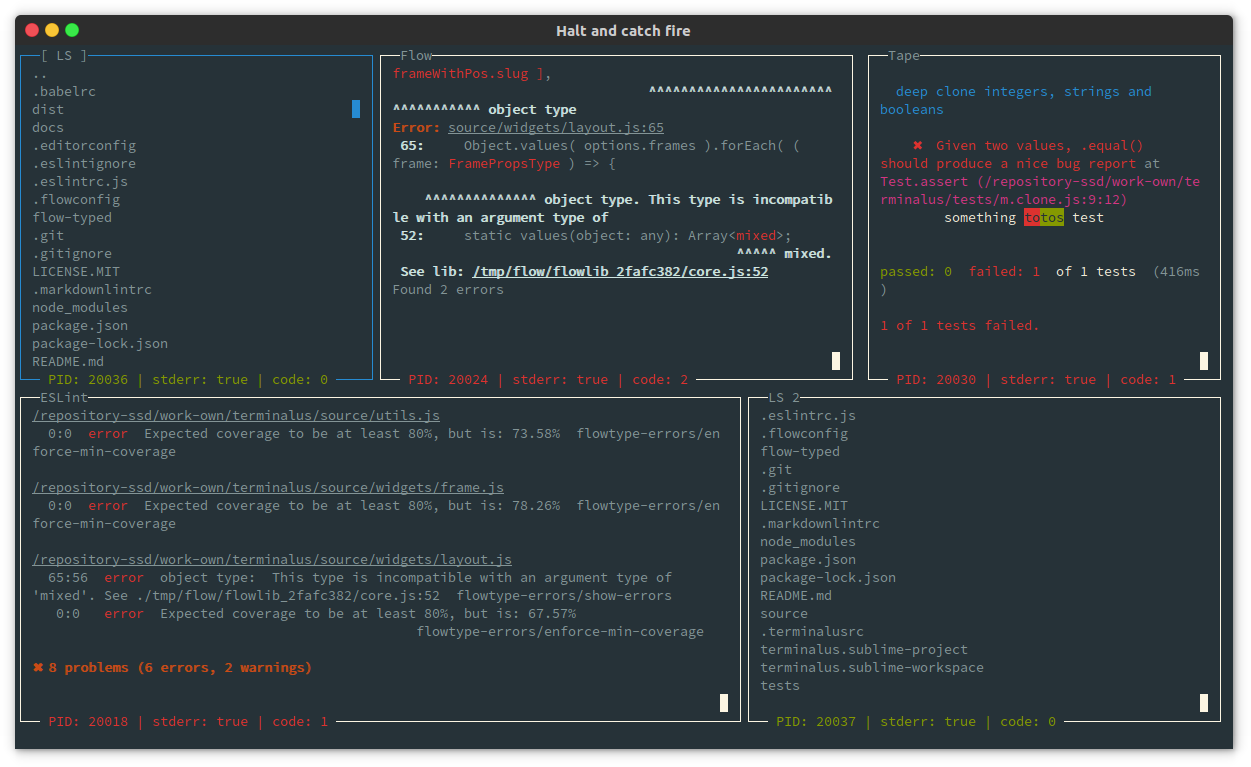 Halt and catch fire
[ LS ]
..
.babelrc
dist
docs
.editorconfig
.eslintignore
.eslintrc.js
.flowconfig
flow-typed
.git
.gitignore
LICENSE.MIT
.markdownlintrc
node_modules
package.json
package-lock.json
README.md
PID: 20036 | stderr: true | code: 0
Flow
frameWithPos.slug ],
^^^^^^^^^^^^^^^^^^^^^^^
^^^^^^^^^^^ object type
Error: source/widgets/layout.js:65
65:     Object.values( options.frames ).forEach( (
frame: FramePropsType ) => {
^^^^^^^^^^^^^^ object type. This type is incompatib
le with an argument type of
52:     static values(object: any): Array<mixed>;
^^^^^ mixed.
See lib: /tmp/flow/flowlib_2fafc382/core.js:52
Found 2 errors
PID: 20024 | stderr: true | code: 2
Tape
deep clone integers, strings and
booleans
✖  Given two values, .equal()
should produce a nice bug report at
Test.assert (/repository-ssd/work-own/te
rminalus/tests/m.clone.js:9:12)
something totos test
passed: 0  failed: 1  of 1 tests  (416ms
)
1 of 1 tests failed.
PID: 20030 | stderr: true | code: 1
ESLint
/repository-ssd/work-own/terminalus/source/utils.js
0:0  error  Expected coverage to be at least 80%, but is: 73.58%  flowtype-errors/en
force-min-coverage
/repository-ssd/work-own/terminalus/source/widgets/frame.js
0:0  error  Expected coverage to be at least 80%, but is: 78.26%  flowtype-errors/en
force-min-coverage
/repository-ssd/work-own/terminalus/source/widgets/layout.js
65:56  error  object type:  This type is incompatible with an argument type of
'mixed'. See ./tmp/flow/flowlib_2fafc382/core.js:52  flowtype-errors/show-errors
0:0   error  Expected coverage to be at least 80%, but is: 67.57%
flowtype-errors/enforce-min-coverage
✖ 8 problems (6 errors, 2 warnings)
PID: 20018 | stderr: true | code: 1
LS 2
.eslintrc.js
.flowconfig
flow-typed
.git
.gitignore
LICENSE.MIT
.markdownlintrc
node_modules
package.json
package-lock.json
README.md
source
.terminalusrc
terminalus.sublime-project
terminalus.sublime-workspace
tests
PID: 20037 | stderr: true | code: 0